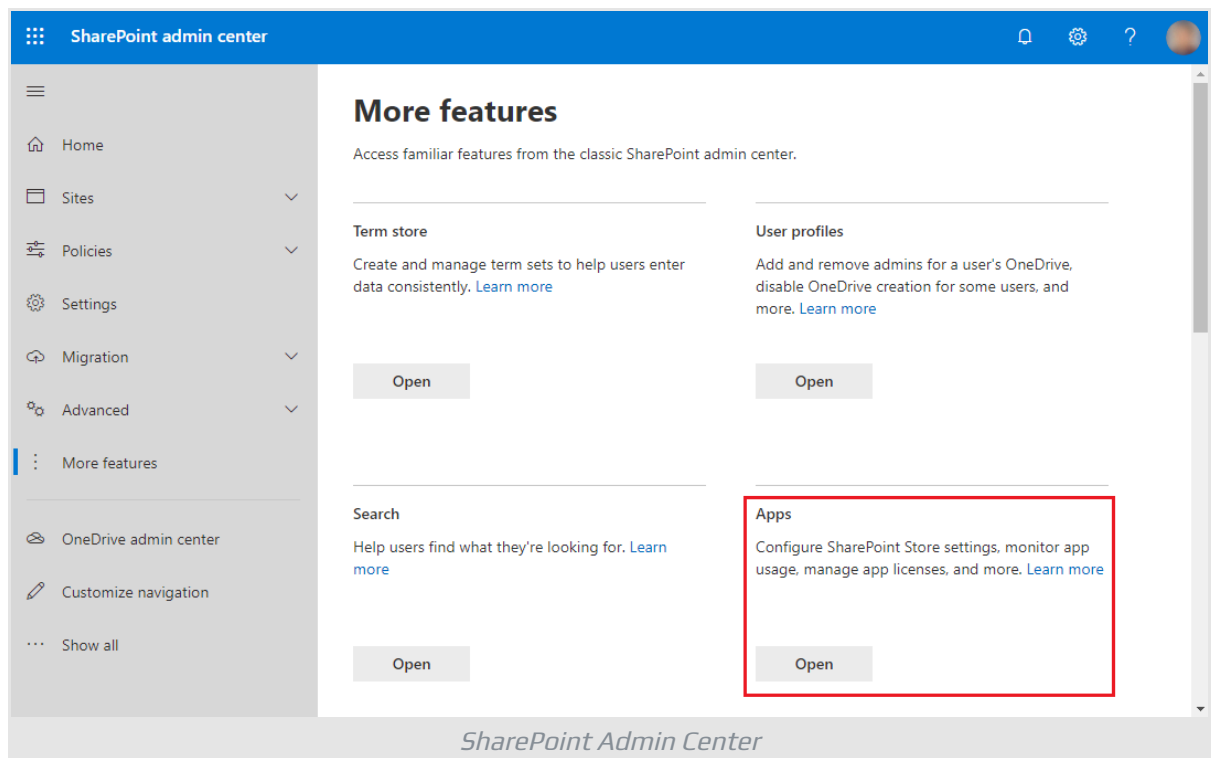 SharePoint admin center
?
More features
Access familiar features from the classic SharePoint admin center.
Home
Sites
Policies
Settings
Migration
Advanced
More features
OneDrive admin center
Customize navigation
Show all
Term store
Create and manage term sets to help users enter
data consistently. Learn more
Open
User profiles
Add and remove admins for a user's OneDrive,
disable OneDrive creation for some users, and
more. Learn more
Open
Search
Help users find what they're looking for. Learn
more
Open
Apps
Configure SharePoint Store settings, monitor app
usage, manage app licenses, and more. Learn more
Open
SharePoint Admin Center